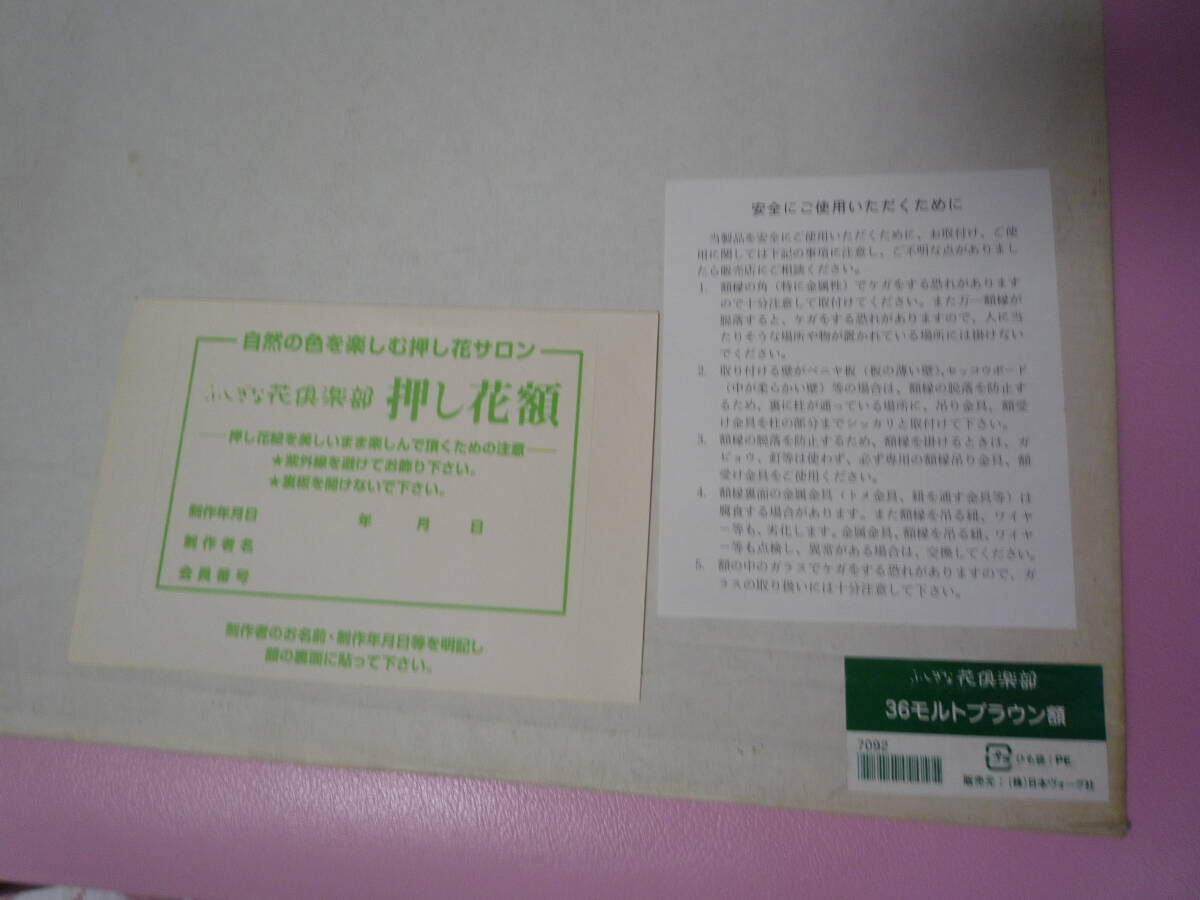 自然の色を楽しむ押し花サロン
ふしぎな花倶楽部 押し花額
押し花絵を美しいまま楽しんで頂くための注意
★紫外線を避けてお飾り下さい。
★裏板を開けないで下さい。
制作年月日 年 月 日
制作者名
会員番号
制作者のお名前・制作年月日等を明記し
額の裏面に貼って下さい。
安全にご使用いただくために
当製品を安全にご使用いただくために、お取付け、ご使
用に関しては下記の事項に注意し、ご不明な点がありまし
たら販売店にご相談ください。
1. 額縁の角（特に金属性）でケガをする恐れがあります
ので十分注意して取付けてください。また万一額縁が
脱落すると、ケガをする恐れがありますので、人に当
たりそうな場所や物が置かれている場所には掛けない
でください。
2. 取り付ける壁がベニヤ板（板の薄い壁）、セッコウボード
（中が柔らかい壁）等の場合は、額縁の脱落を防止す
るため、裏に柱が通っている場所に、吊り金具、額受
け金具を柱の部分までシッカリと取付けて下さい。
3. 額縁の脱落を防止するため、額縁を掛けるときは、ガ
ビョウ、釘等は使わず、必ず専用の額縁吊り金具、額
受け金具をご使用ください。
4. 額縁裏面の金属金具（トメ金具、紐を通す金具等）は
腐食する場合があります。また額縁を吊る紐、ワイヤ
ー等も、劣化します。金属金具、額縁を吊る紐、ワイヤ
ー等も点検し、異常がある場合は、交換してください。
5. 額の中のガラスでケガをする恐れがありますので、ガ
ラスの取り扱いには十分注意して下さい。
ふしぎな花倶楽部
36モルトブラウン額
7092
プラ ひも袋：PE
販売元：（株）日本ヴォーグ社